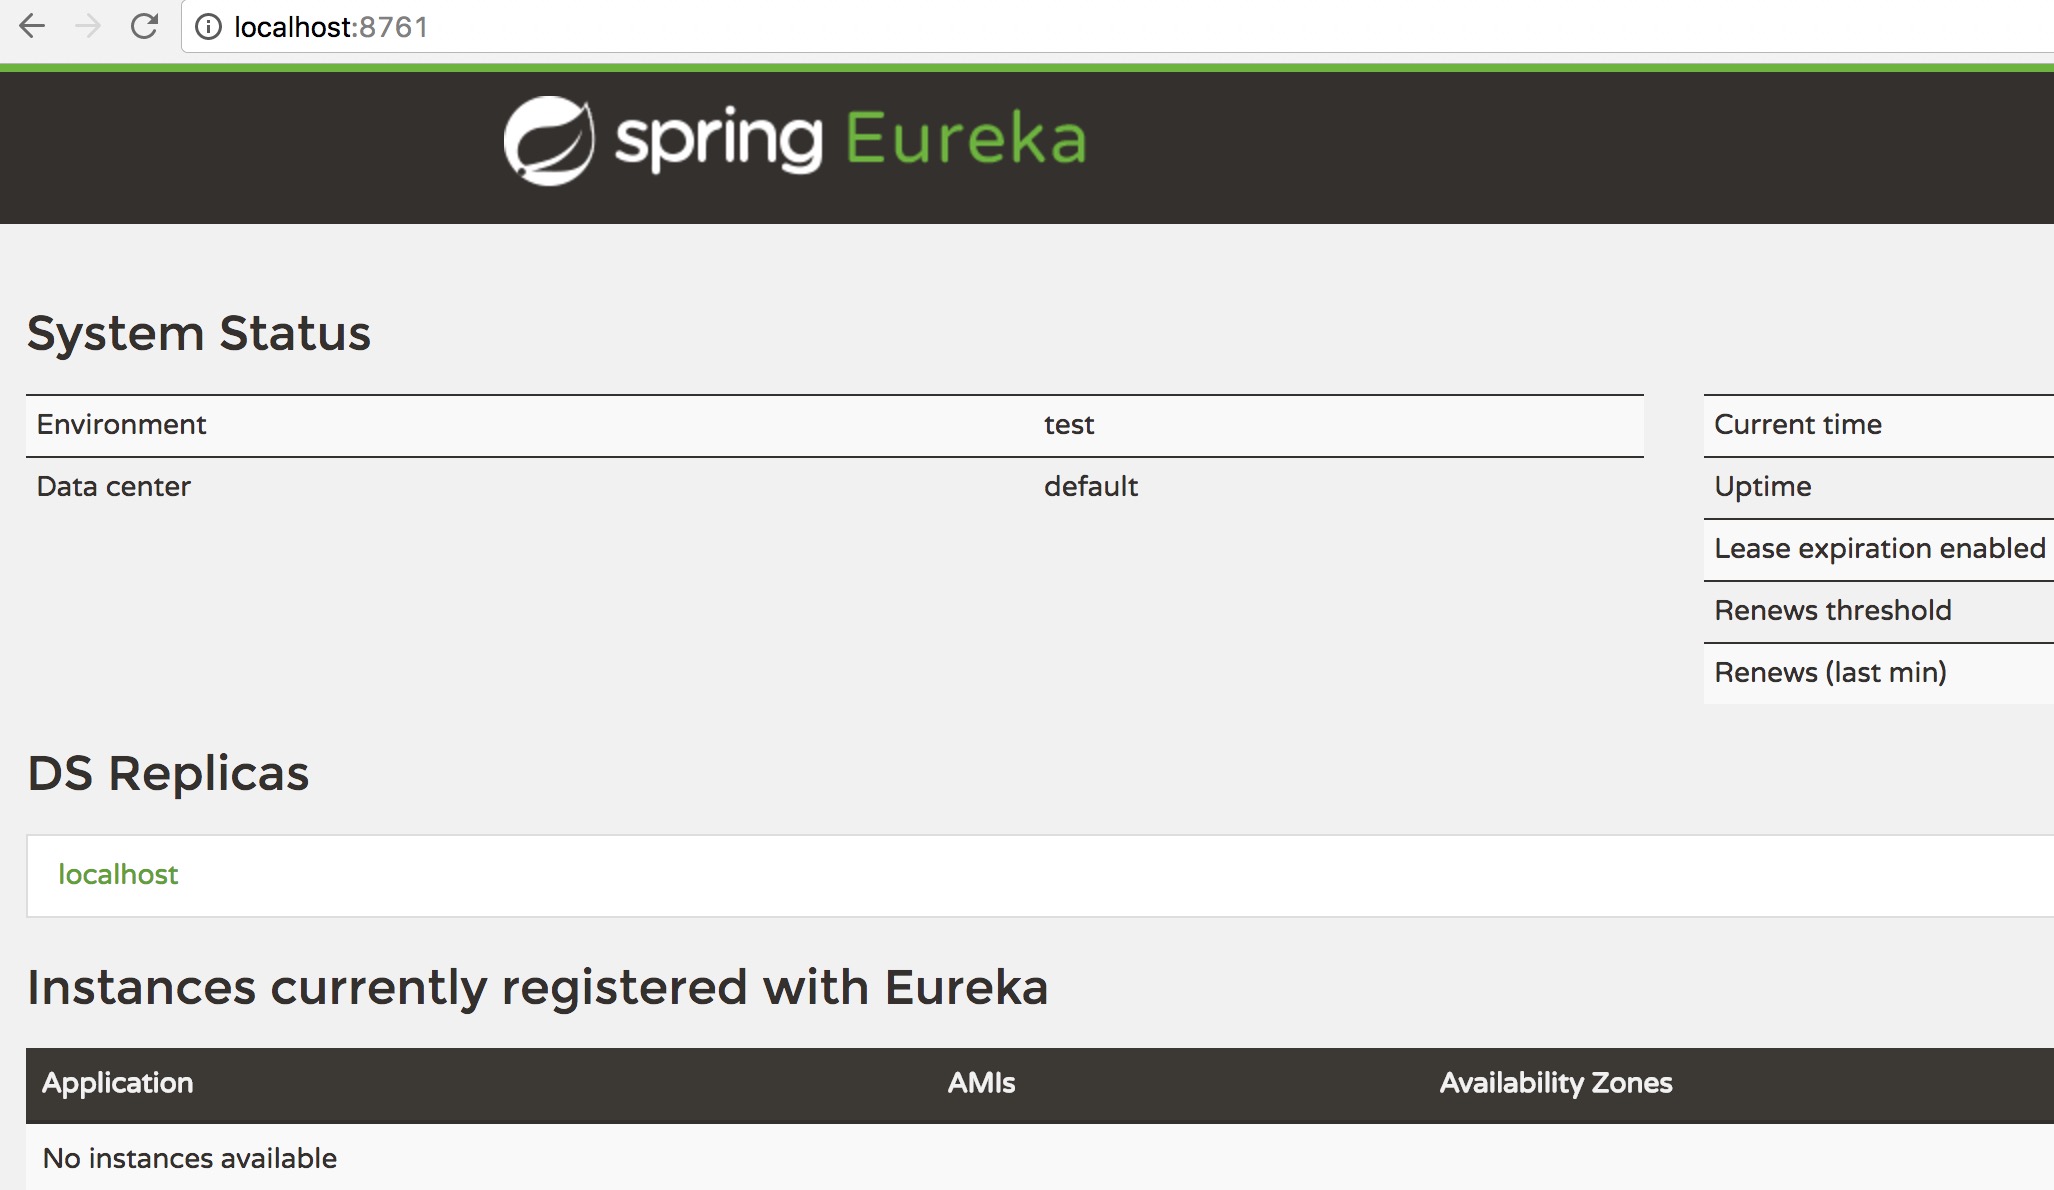 localhost:8761
spring Eureka
System Status
Environment test
Data center default
Current time
Uptime
Lease expiration enabled
Renews threshold
Renews (last min)
DS Replicas
localhost
Instances currently registered with Eureka
Application AMIs Availability Zones
No instances available